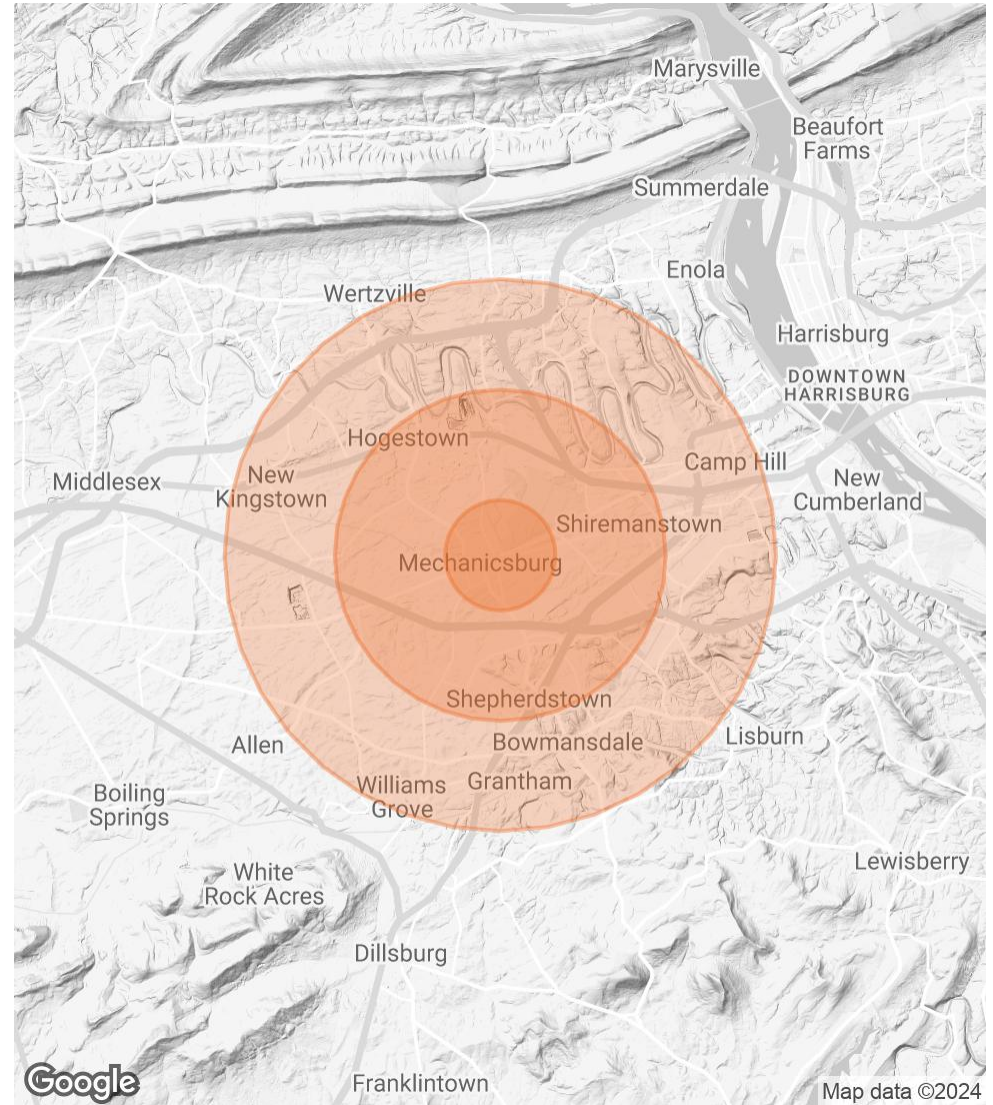 Marysville
Beaufort
Farms
Summerdale
Enola
Wertzville
Harrisburg
DOWNTOWN
HARRISBURG
Hogestown
Camp Hill
New
Kingstown
Middlesex
New
Cumberland
Shiremanstown
Mechanicsburg
Shepherdstown
Bowmansdale
Lisburn
Allen
Grantham
Williams
Grove
Boiling
Springs
Lewisberry
White
Rock Acres
Dillsburg
Franklintown
Google
Map data ©2024